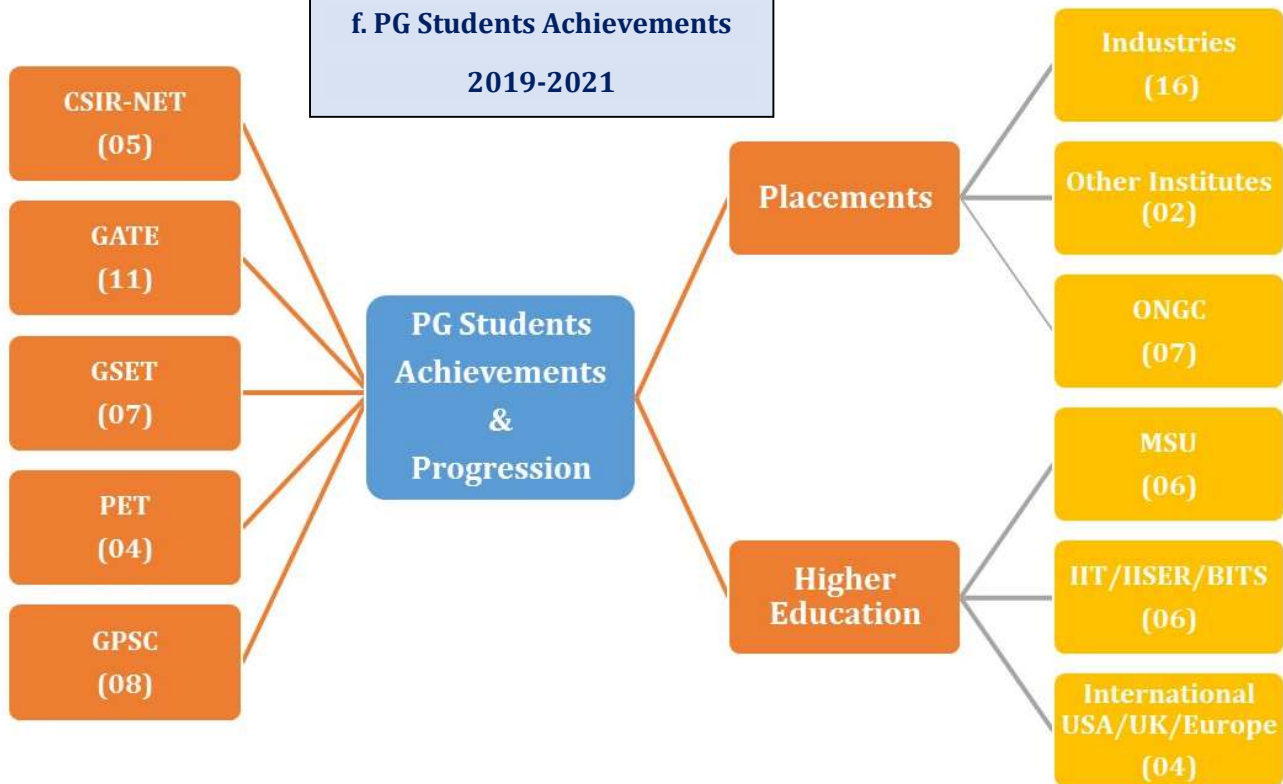 f. PG Students Achievements
2019-2021
CSIR-NET
(05)
GATE
(11)
GSET
(07)
PET
(04)
GPSC
(08)
PG Students
Achievements
&
Progression
Placements
Higher
Education
Industries
(16)
Other Institutes
(02)
ONGC
(07)
MSU
(06)
IIT/IISER/BITS
(06)
International
USA/UK/Europe
(04)